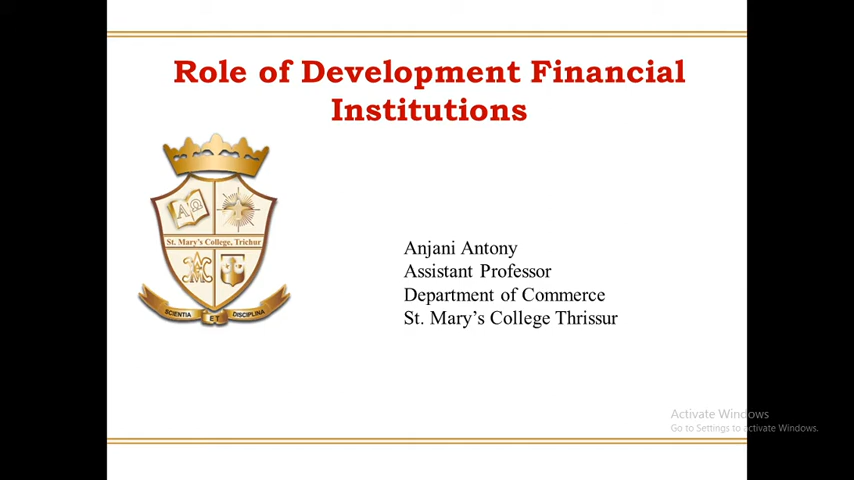 Role of Development Financial
Institutions
St. Mary's College, Trichur
SCIENTIA ET DISCIPLINA
Anjani Antony
Assistant Professor
Department of Commerce
St. Mary’s College Thrissur
Activate Windows
Go to Settings to activate Windows.